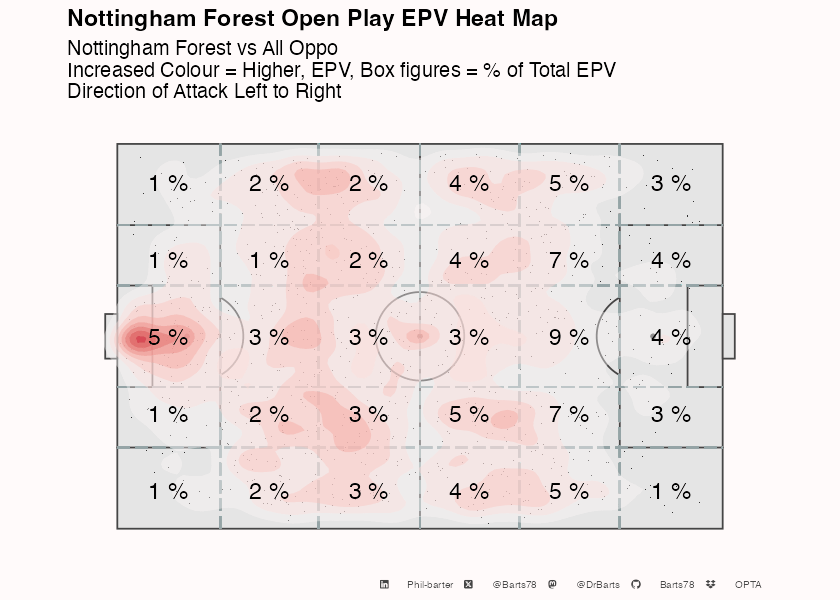 Nottingham Forest Open Play EPV Heat Map
Nottingham Forest vs All Oppo
Increased Colour = Higher, EPV, Box figures = % of Total EPV
Direction of Attack Left to Right
1 % 2 % 2 % 4 % 5 % 3 %
1 % 1 % 2 % 4 % 7 % 4 %
5 % 3 % 3 % 3 % 9 % 4 %
1 % 2 % 3 % 5 % 7 % 3 %
1 % 2 % 3 % 4 % 5 % 1 %
Phil-barter @Barts78 @DrBarts Barts78 OPTA